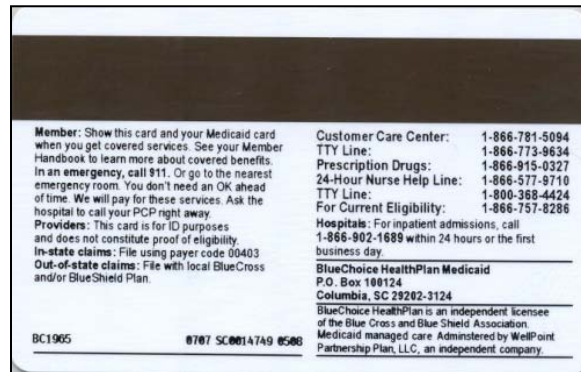 Member: Show this card and your Medicaid card
when you get covered services. See your Member
Handbook to learn more about covered benefits.
In an emergency, call 911. Or go to the nearest
emergency room. You don't need an OK ahead
of time. We will pay for these services. Ask the
hospital to call your PCP right away.
Providers: This card is for ID purposes
and does not constitute proof of eligibility.
In-state claims: File using payer code 00403
Out-of-state claims: File with local BlueCross
and/or BlueShield Plan.
BC1965 0707 SC0014749 0508
Customer Care Center: 1-866-781-5094
TTY Line: 1-866-773-9634
Prescription Drugs: 1-866-915-0327
24-Hour Nurse Help Line: 1-866-577-9710
TTY Line: 1-800-368-4424
For Current Eligibility: 1-866-757-8286
Hospitals: For inpatient admissions, call
1-866-902-1689 within 24 hours or the first
business day.
BlueChoice HealthPlan Medicaid
P.O. Box 100124
Columbia, SC 29202-3124
BlueChoice HealthPlan is an independent licensee
of the Blue Cross and Blue Shield Association.
Medicaid managed care Adminstered by WellPoint
Partnership Plan, LLC, an independent company.